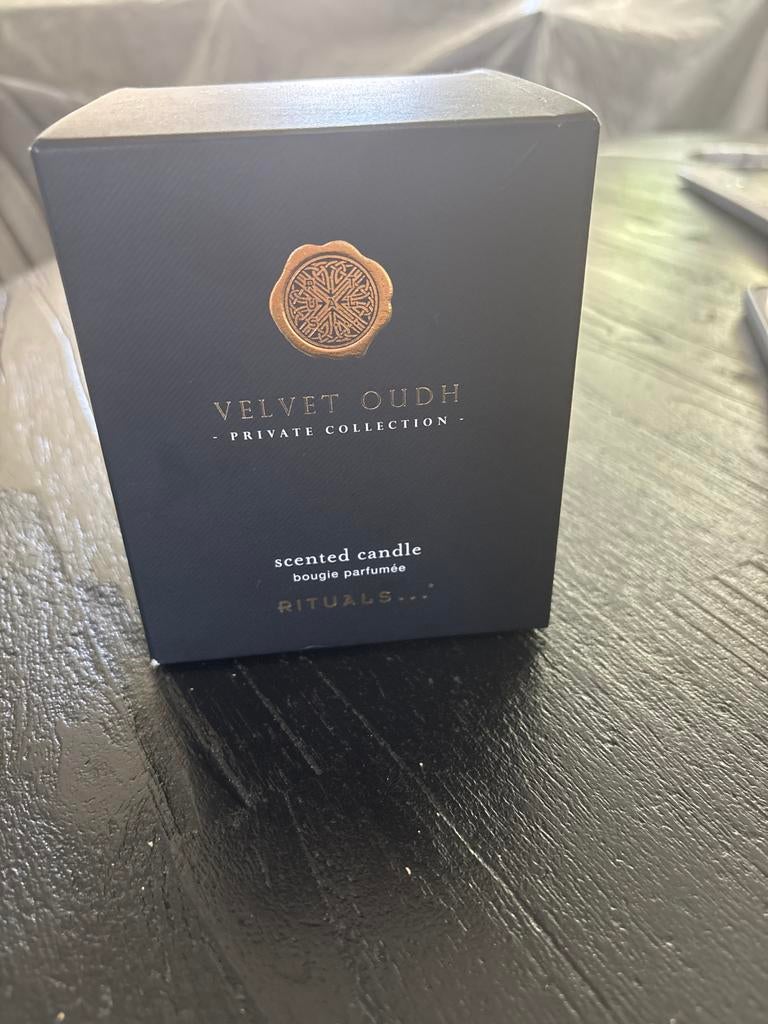 VELVET OUDH
- PRIVATE COLLECTION -
scented candle
bougie parfumée
RITUALS...®